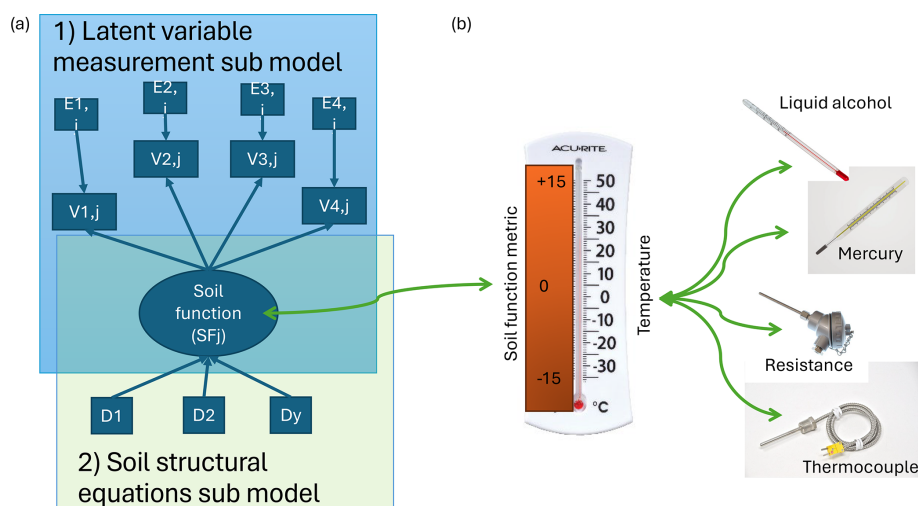 (a)
1) Latent variable
measurement sub model
E1,
j
E2,
j
E3,
j
E4,
j
V2,j
V3,j
V1,j
V4,j
Soil
function
(SFj)
D1
D2
Dy
2) Soil structural
equations sub model
(b)
ACU>RITE
Soil function metric
+15
0
-15
50
40
30
20
10
0
-10
-20
-30
°C
Temperature
Liquid alcohol
Mercury
Resistance
Thermocouple